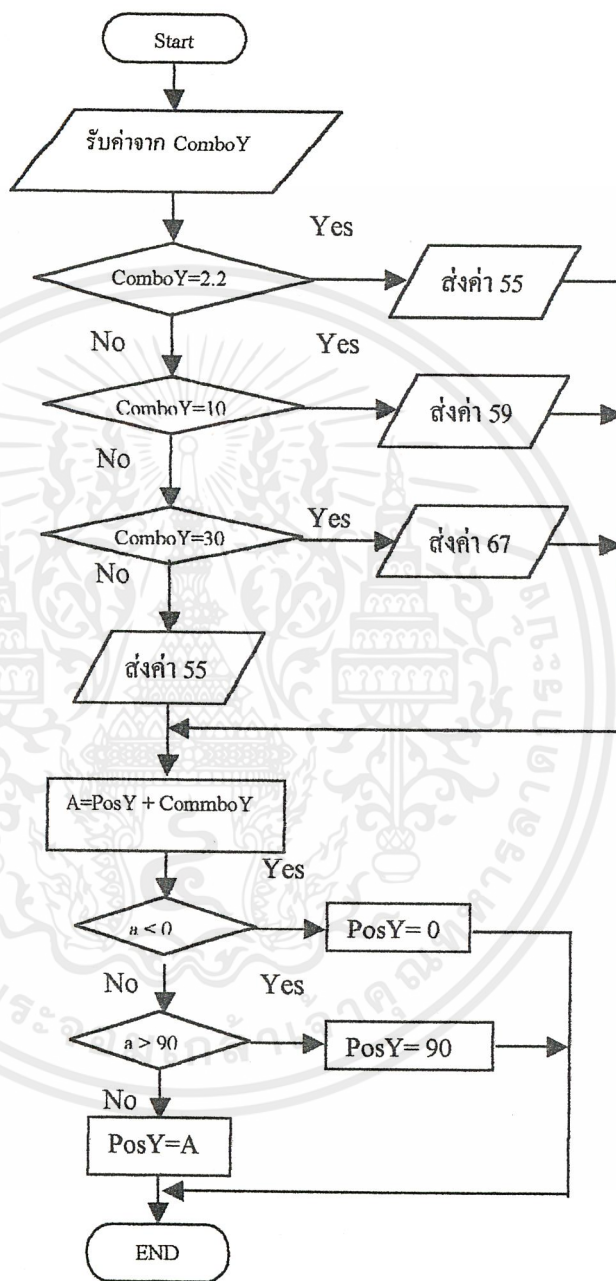 Start
รับค่าจาก ComboY
Yes
ComboY=2.2
ส่งค่า 55
No
Yes
ComboY=10
ส่งค่า 59
No
Yes
ComboY=30
ส่งค่า 67
No
ส่งค่า 55
A=PosY + CommboY
Yes
a < 0
PosY= 0
No
Yes
a > 90
PosY= 90
No
PosY=A
END